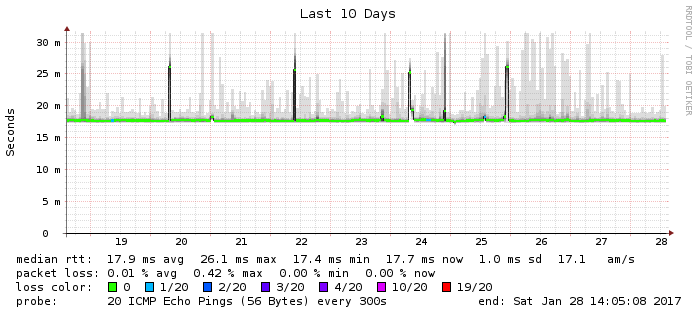 Last 10 Days
RRDTOOL / TOBI OETIKER
Seconds
30 m
25 m
20 m
15 m
10 m
5 m
0
19 20 21 22 23 24 25 26 27 28
median rtt: 17.9 ms avg 26.1 ms max 17.4 ms min 17.7 ms now 1.0 ms sd 17.1 am/s
packet loss: 0.01 % avg 0.42 % max 0.00 % min 0.00 % now
loss color: 0 1/20 2/20 3/20 4/20 10/20 19/20
probe: 20 ICMP Echo Pings (56 Bytes) every 300s end: Sat Jan 28 14:05:08 2017